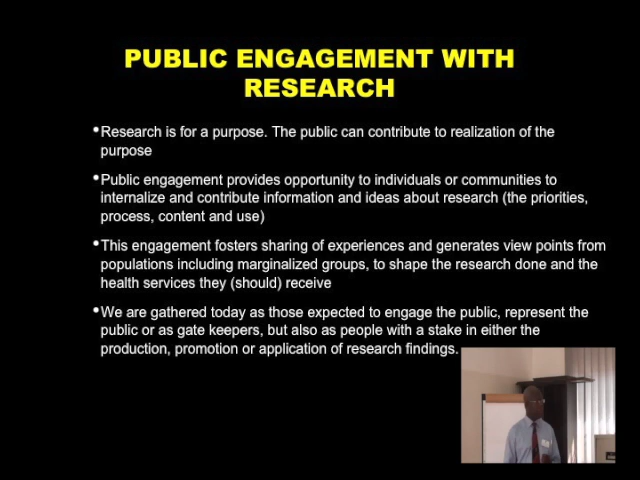 PUBLIC ENGAGEMENT WITH
RESEARCH
•Research is for a purpose. The public can contribute to realization of the
purpose
•Public engagement provides opportunity to individuals or communities to
internalize and contribute information and ideas about research (the priorities,
process, content and use)
•This engagement fosters sharing of experiences and generates view points from
populations including marginalized groups, to shape the research done and the
health services they (should) receive
•We are gathered today as those expected to engage the public, represent the
public or as gate keepers, but also as people with a stake in either the
production, promotion or application of research findings.